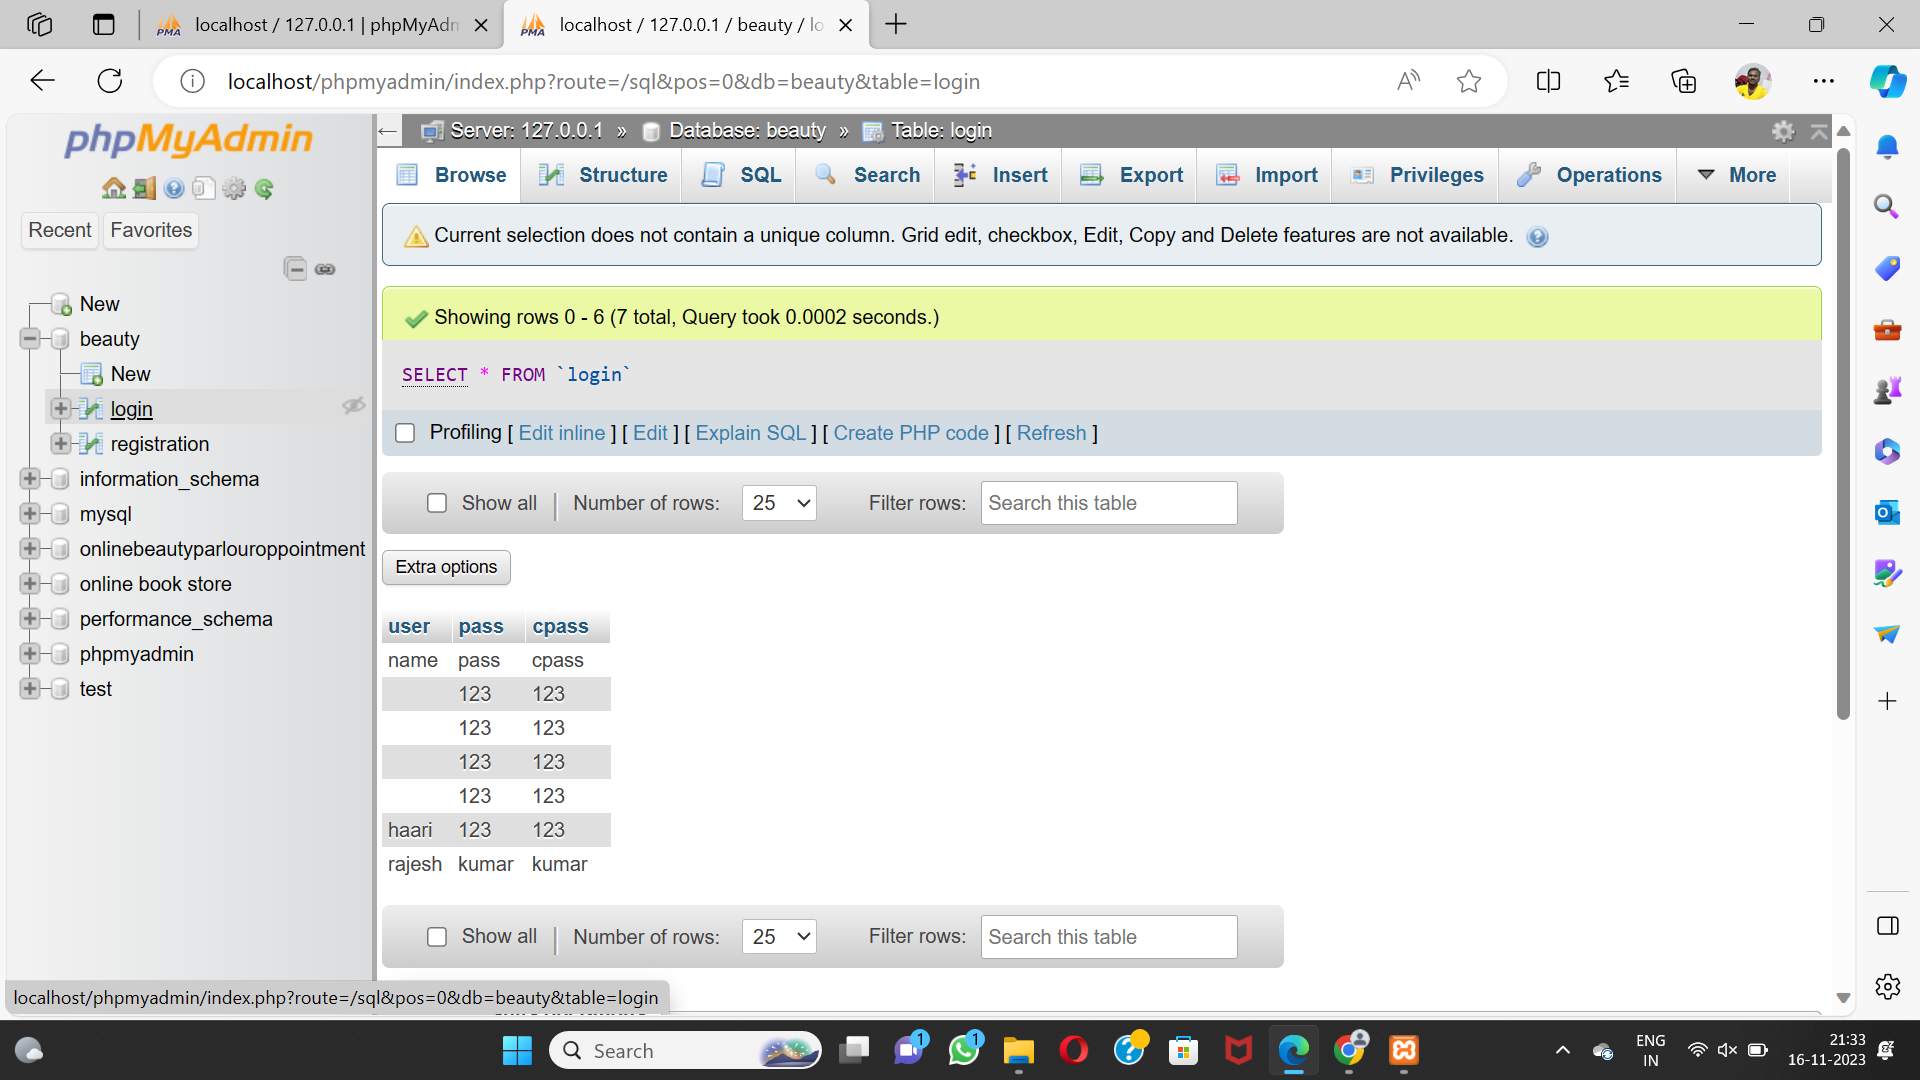 localhost / 127.0.0.1 | phpMyAdm
localhost / 127.0.0.1 / beauty / lo
localhost/phpmyadmin/index.php?route=/sql&pos=0&db=beauty&table=login
phpMyAdmin
Recent Favorites
New
beauty
New
login
registration
information_schema
mysql
onlinebeautyparlouroppointment
online book store
performance_schema
phpmyadmin
test
Server: 127.0.0.1 » Database: beauty » Table: login
Browse Structure SQL Search Insert Export Import Privileges Operations More
Current selection does not contain a unique column. Grid edit, checkbox, Edit, Copy and Delete features are not available.
Showing rows 0 - 6 (7 total, Query took 0.0002 seconds.)
SELECT * FROM `login`
Profiling [ Edit inline ] [ Edit ] [ Explain SQL ] [ Create PHP code ] [ Refresh ]
Show all | Number of rows: 25 Filter rows: Search this table
Extra options
user pass cpass
name pass cpass
123 123
123 123
123 123
123 123
haari 123 123
rajesh kumar kumar
Show all | Number of rows: 25 Filter rows: Search this table
localhost/phpmyadmin/index.php?route=/sql&pos=0&db=beauty&table=login
Search
1
1
ENG
IN
21:33
16-11-2023